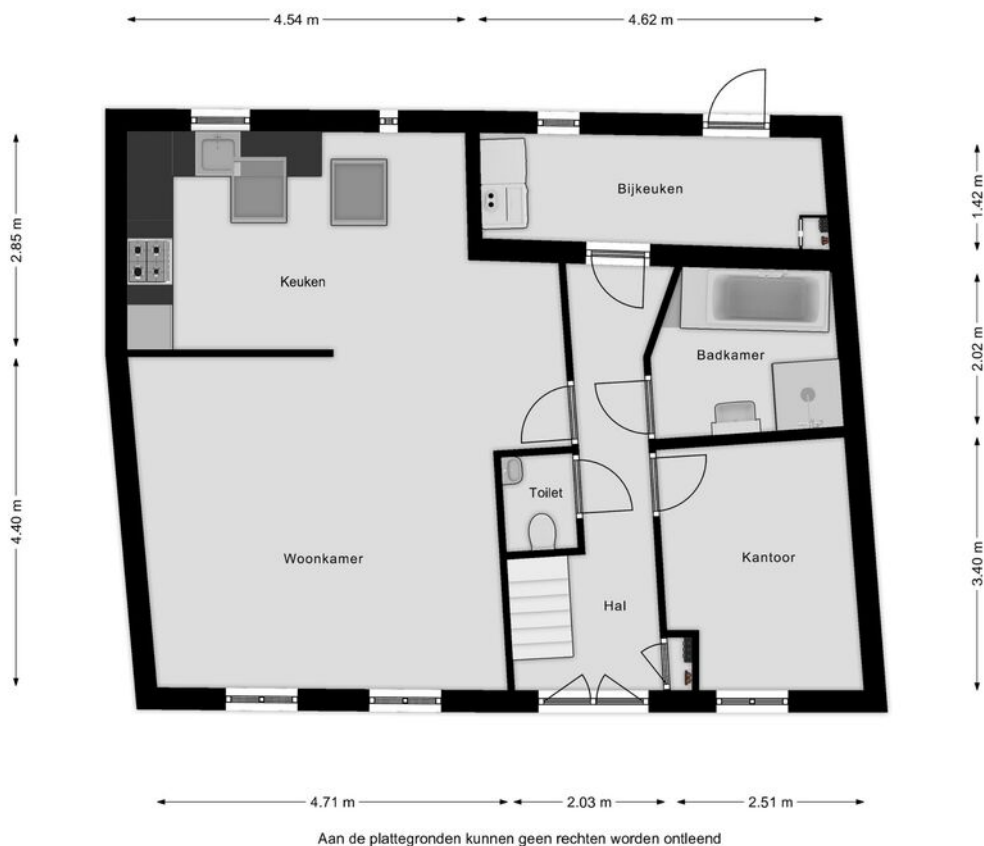 4.54 m
4.62 m
2.85 m
1.42 m
Bijkeuken
Keuken
2.02 m
Badkamer
4.40 m
Toilet
3.40 m
Woonkamer
Kantoor
Hal
4.71 m
2.03 m
2.51 m
Aan de plattegronden kunnen geen rechten worden ontleend